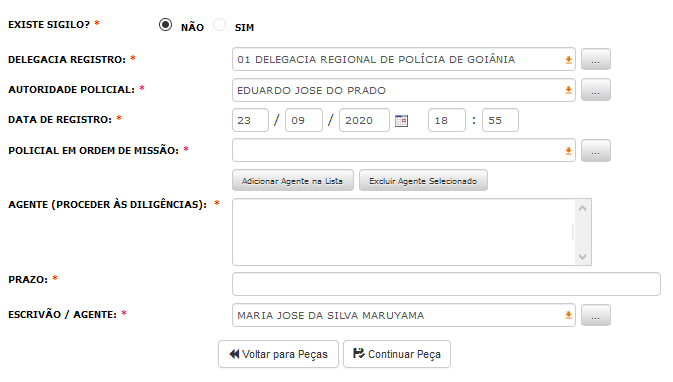 EXISTE SIGILO? * NÃO SIM
DELEGACIA REGISTRO: * 01 DELEGACIA REGIONAL DE POLÍCIA DE GOIÂNIA ...
AUTORIDADE POLICIAL: * EDUARDO JOSE DO PRADO ...
DATA DE REGISTRO: * 23 / 09 / 2020 18 : 55
POLICIAL EM ORDEM DE MISSÃO: * ...
Adicionar Agente na Lista Excluir Agente Selecionado
AGENTE (PROCEDER ÀS DILIGÊNCIAS): *
PRAZO: *
ESCRIVÃO / AGENTE: * MARIA JOSE DA SILVA MARUYAMA ...
Voltar para Peças Continuar Peça